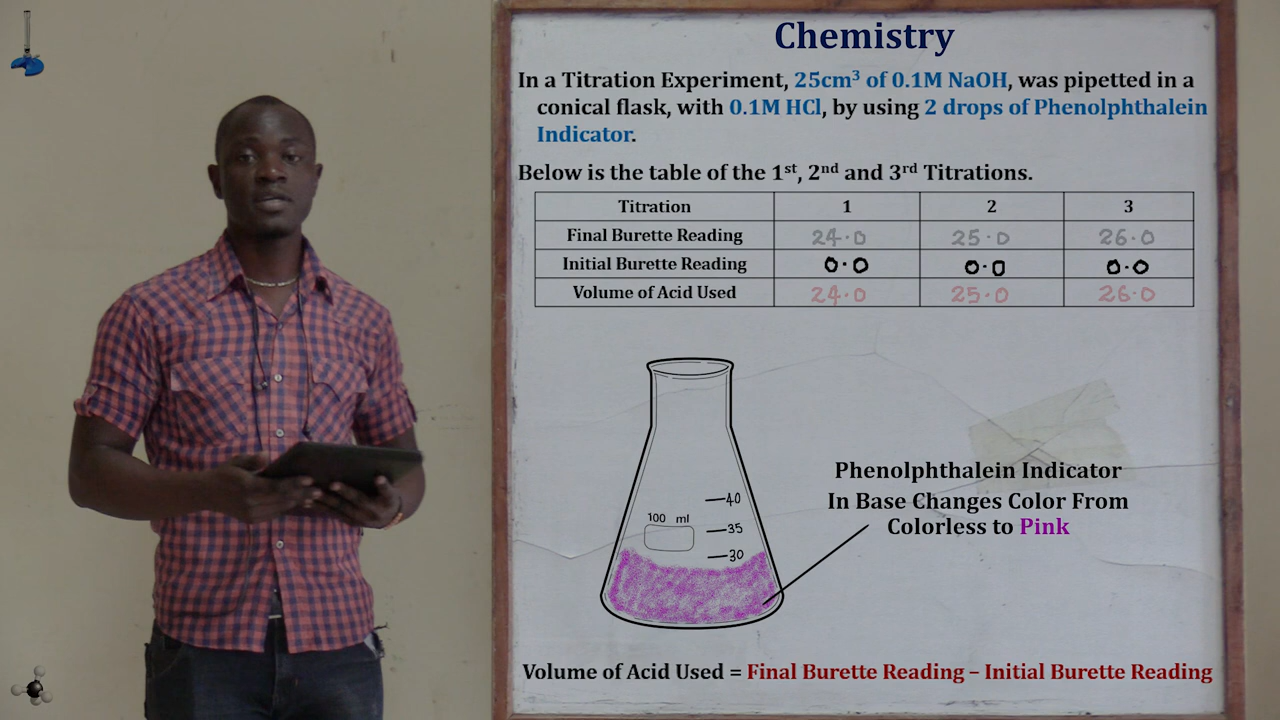 Chemistry
In a Titration Experiment, 25cm³ of 0.1M NaOH, was pipetted in a
conical flask, with 0.1M HCl, by using 2 drops of Phenolphthalein
Indicator.
Below is the table of the 1st, 2nd and 3rd Titrations.
Titration 1 2 3
Final Burette Reading 24.0 25.0 26.0
Initial Burette Reading 0.0 0.0 0.0
Volume of Acid Used 24.0 25.0 26.0
40
100 ml 35
30
Phenolphthalein Indicator
In Base Changes Color From
Colorless to Pink
Volume of Acid Used = Final Burette Reading – Initial Burette Reading